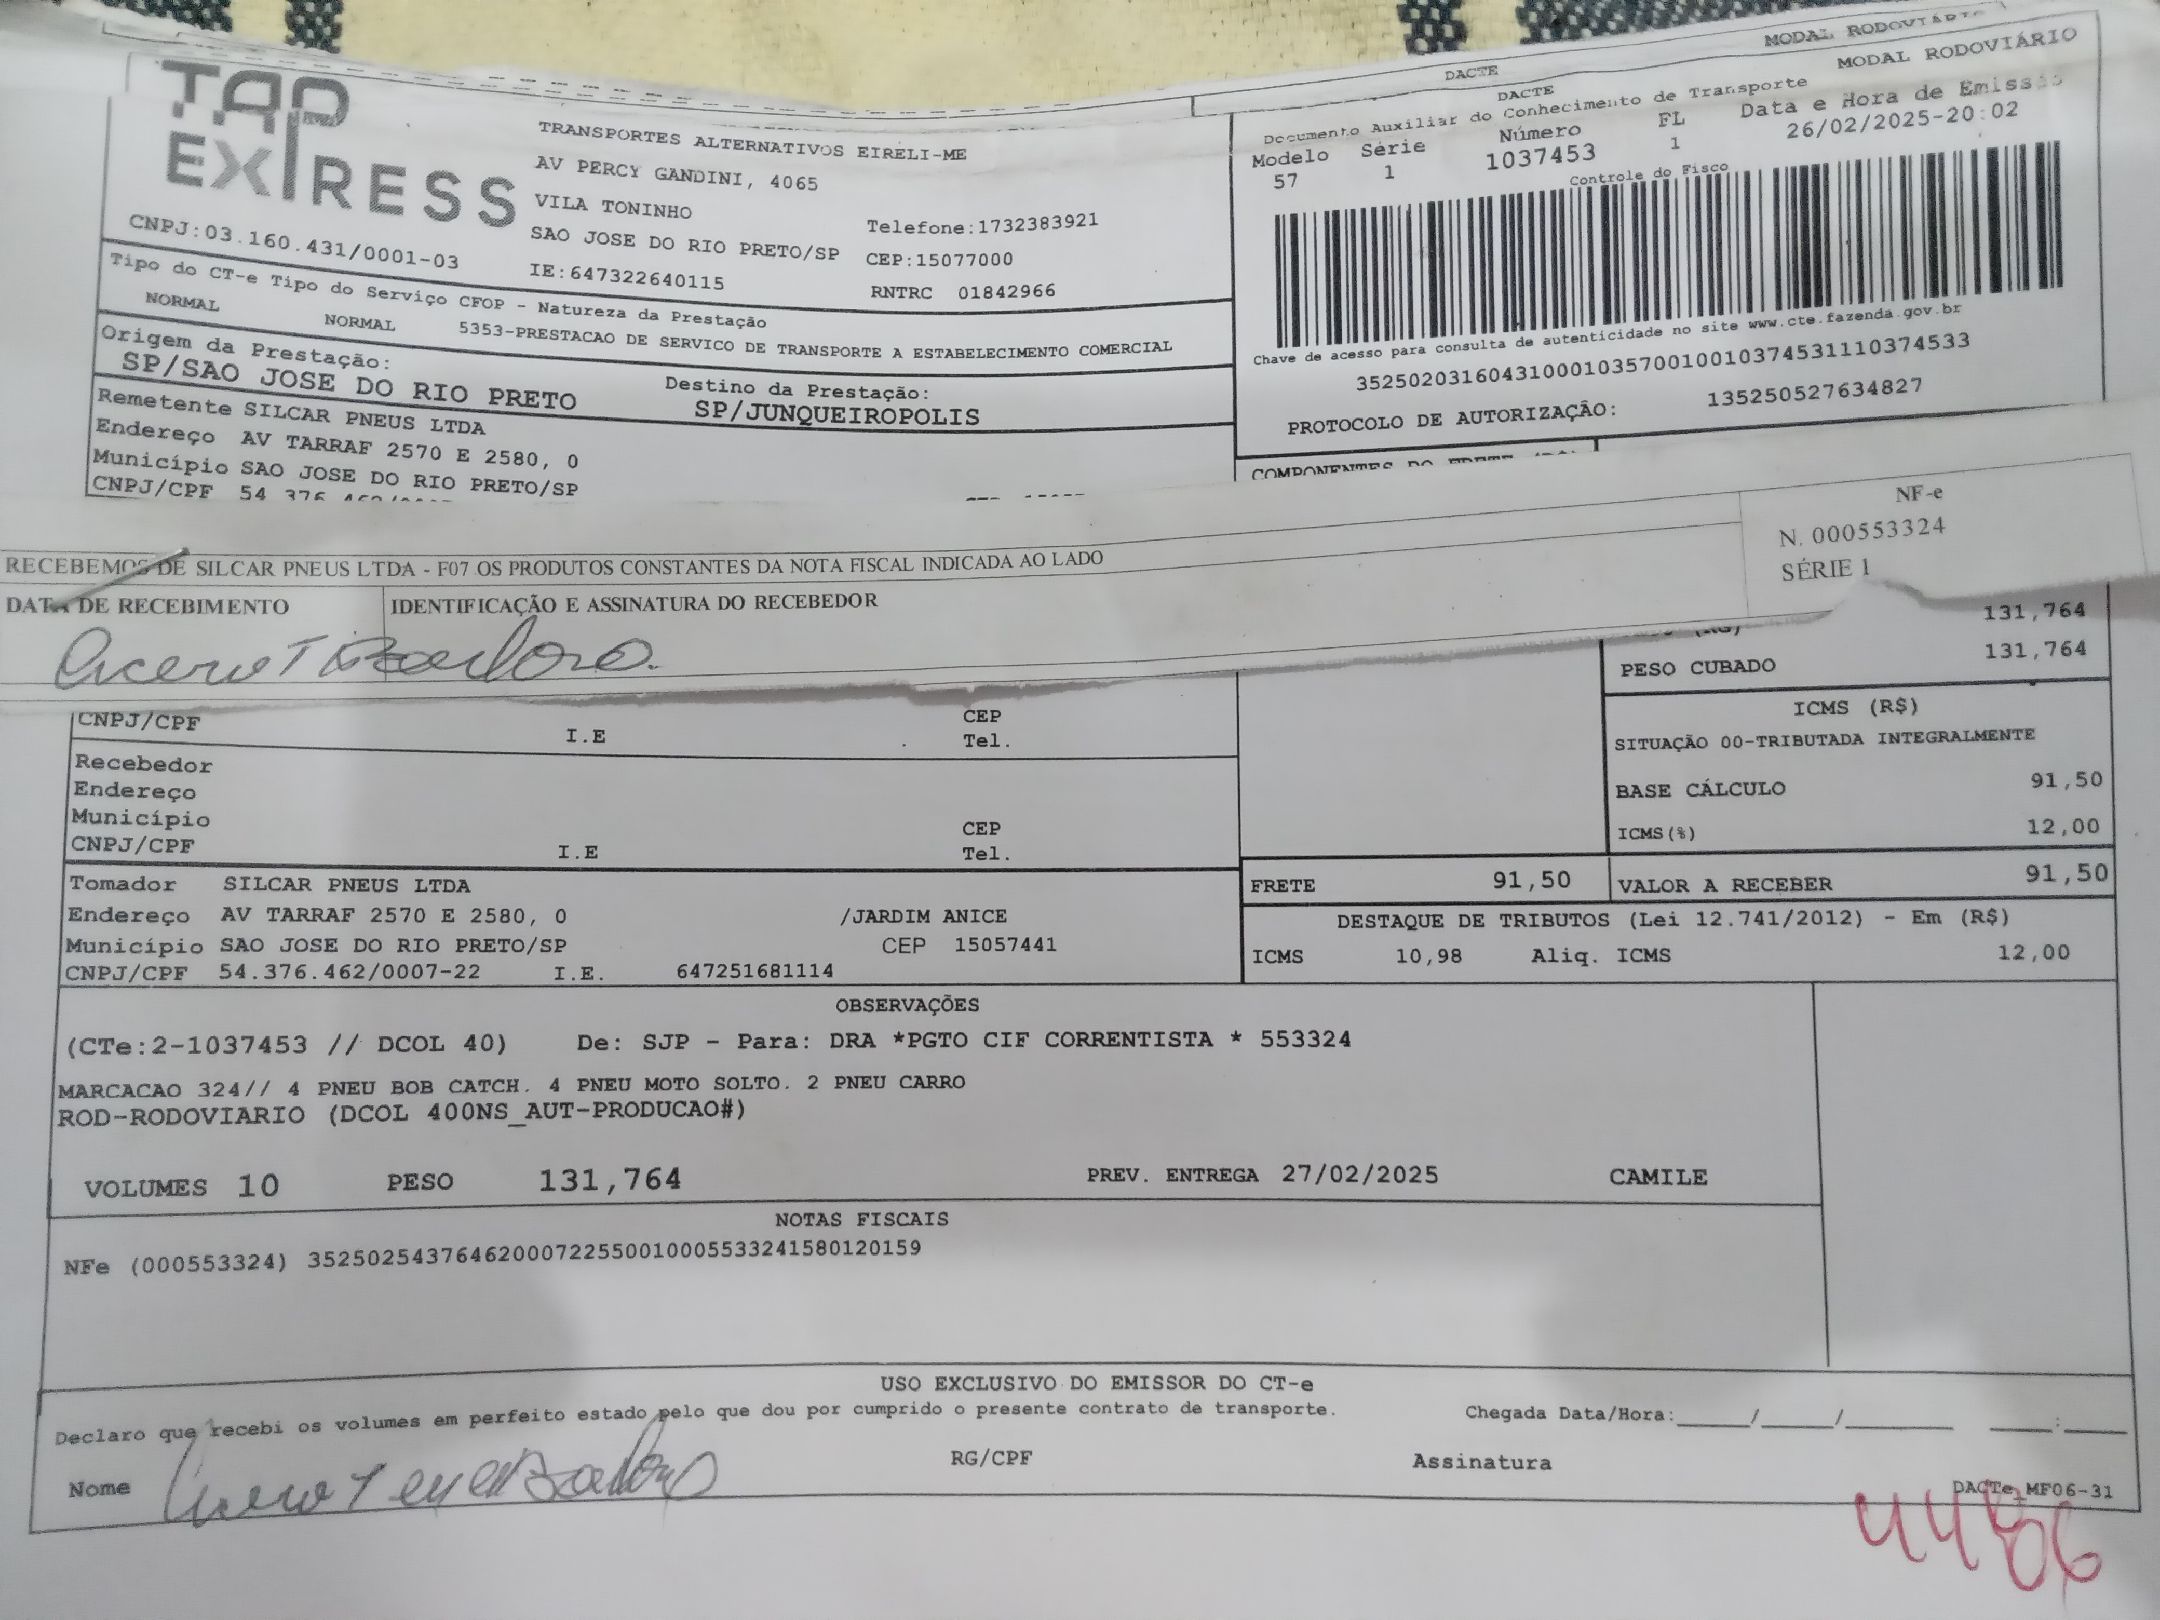 MODAL RODOVIÁRIO
DACTE
MODAL RODOVIÁRIO
TAP
EXPRESS
CNPJ:03.160.431/0001-03
TRANSPORTES ALTERNATIVOS EIRELI-ME
AV PERCY GANDINI, 4065
VILA TONINHO
SAO JOSE DO RIO PRETO/SP
IE:647322640115
Telefone:1732383921
CEP:15077000
RNTRC 01842966
DACTE
Documento Auxiliar do Conhecimento de Transporte
Modelo Série Número FL Data e Hora de Emissão
57 1 1037453 1 26/02/2025-20:02
Controle do Fisco
Chave de acesso para consulta de autenticidade no site www.cte.fazenda.gov.br
35250203160431000103570010010374531110374533
PROTOCOLO DE AUTORIZAÇÃO: 135250527634827
Tipo do CT-e Tipo do Serviço CFOP - Natureza da Prestação
NORMAL NORMAL 5353-PRESTACAO DE SERVICO DE TRANSPORTE A ESTABELECIMENTO COMERCIAL
Origem da Prestação: Destino da Prestação:
SP/SAO JOSE DO RIO PRETO SP/JUNQUEIROPOLIS
Remetente SILCAR PNEUS LTDA
Endereço AV TARRAF 2570 E 2580, 0
Município SAO JOSE DO RIO PRETO/SP
CNPJ/CPF 54 376
COMPONENTES DO FRETE
NF-e
N. 000553324
SÉRIE 1
RECEBEMOS DE SILCAR PNEUS LTDA - F07 OS PRODUTOS CONSTANTES DA NOTA FISCAL INDICADA AO LADO
DATA DE RECEBIMENTO IDENTIFICAÇÃO E ASSINATURA DO RECEBEDOR
131,764
(KG)
PESO CUBADO 131,764
ICMS (R$)
SITUAÇÃO 00-TRIBUTADA INTEGRALMENTE
BASE CÁLCULO 91,50
ICMS(%) 12,00
CNPJ/CPF I.E CEP
Tel.
Recebedor
Endereço
Município CEP
CNPJ/CPF I.E Tel.
FRETE 91,50 VALOR A RECEBER 91,50
Tomador SILCAR PNEUS LTDA
Endereço AV TARRAF 2570 E 2580, 0 /JARDIM ANICE
Município SAO JOSE DO RIO PRETO/SP CEP 15057441
CNPJ/CPF 54.376.462/0007-22 I.E. 647251681114
DESTAQUE DE TRIBUTOS (Lei 12.741/2012) - Em (R$)
ICMS 10,98 Aliq. ICMS 12,00
OBSERVAÇÕES
(CTe:2-1037453 // DCOL 40) De: SJP - Para: DRA *PGTO CIF CORRENTISTA * 553324
MARCACAO 324// 4 PNEU BOB CATCH. 4 PNEU MOTO SOLTO. 2 PNEU CARRO
ROD-RODOVIARIO (DCOL 400NS_AUT-PRODUCAO#)
VOLUMES 10 PESO 131,764 PREV. ENTREGA 27/02/2025 CAMILE
NOTAS FISCAIS
NFe (000553324) 35250254376462000722550010005533241580120159
USO EXCLUSIVO DO EMISSOR DO CT-e
Declaro que recebi os volumes em perfeito estado pelo que dou por cumprido o presente contrato de transporte. Chegada Data/Hora:____/____/____ ____:____
Nome RG/CPF Assinatura
DACTe_MF06-31